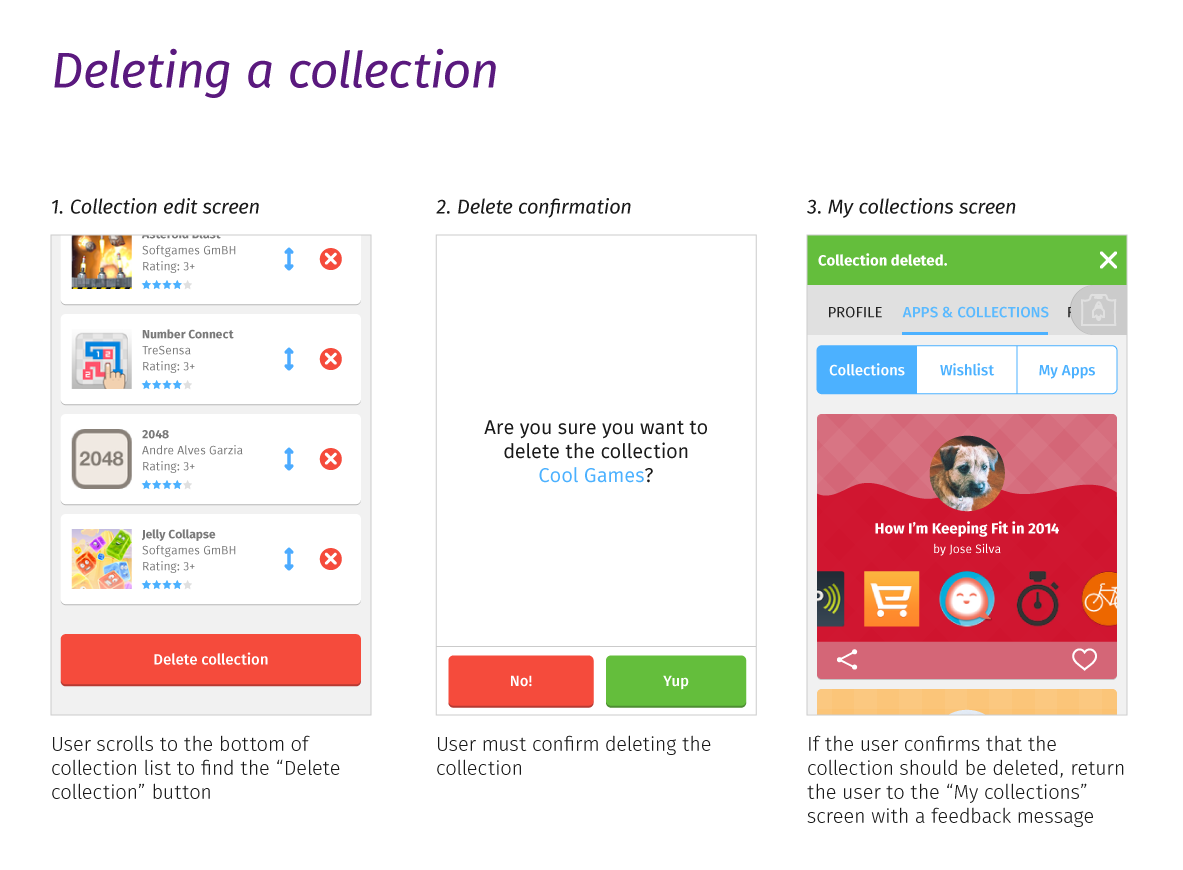 Deleting a collection
1. Collection edit screen
Asteroid Blast
Softgames GmBH
Rating: 3+
Number Connect
TreSensa
Rating: 3+
1 2
2
2048
2048
Andre Alves Garzia
Rating: 3+
Jelly Collapse
Softgames GmBH
Rating: 3+
Delete collection
User scrolls to the bottom of
collection list to find the “Delete
collection” button
2. Delete confirmation
Are you sure you want to
delete the collection
Cool Games?
No!
Yup
User must confirm deleting the
collection
3. My collections screen
Collection deleted.
PROFILE APPS & COLLECTIONS
Collections Wishlist My Apps
How I’m Keeping Fit in 2014
by Jose Silva
If the user confirms that the
collection should be deleted, return
the user to the “My collections”
screen with a feedback message